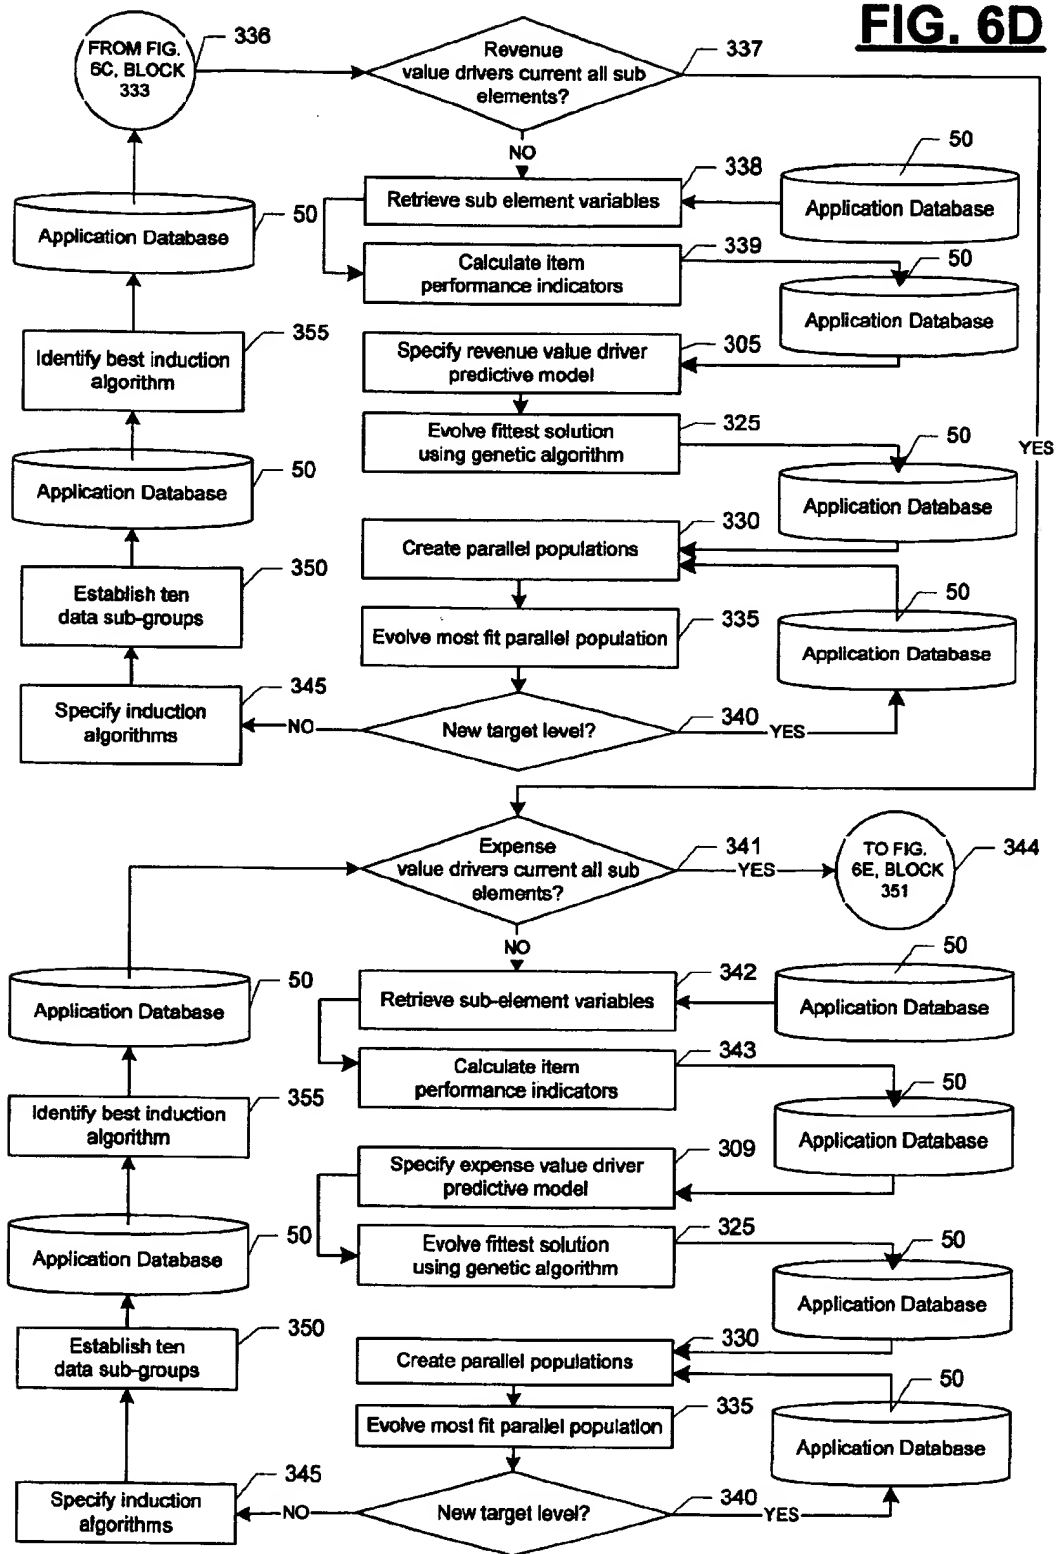 FIG. 6D
FROM FIG.
6C, BLOCK
333
336
Revenue
value drivers current all sub
elements?
337
NO
YES
338
Retrieve sub element variables
50
Application Database
50
Application Database
339
Calculate item
performance indicators
50
Application Database
355
Identify best induction
algorithm
305
Specify revenue value driver
predictive model
325
Evolve fittest solution
using genetic algorithm
50
Application Database
50
Application Database
330
Create parallel populations
350
Establish ten
data sub-groups
50
Application Database
335
Evolve most fit parallel population
345
Specify induction
algorithms
NO
New target level?
340
YES
Expense
value drivers current all sub
elements?
341
YES
TO FIG.
6E, BLOCK
351
344
NO
50
Application Database
342
Retrieve sub-element variables
50
Application Database
343
Calculate item
performance indicators
50
Application Database
355
Identify best induction
algorithm
309
Specify expense value driver
predictive model
50
Application Database
325
Evolve fittest solution
using genetic algorithm
50
Application Database
350
Establish ten
data sub-groups
330
Create parallel populations
335
Evolve most fit parallel population
50
Application Database
345
Specify induction
algorithms
NO
New target level?
340
YES